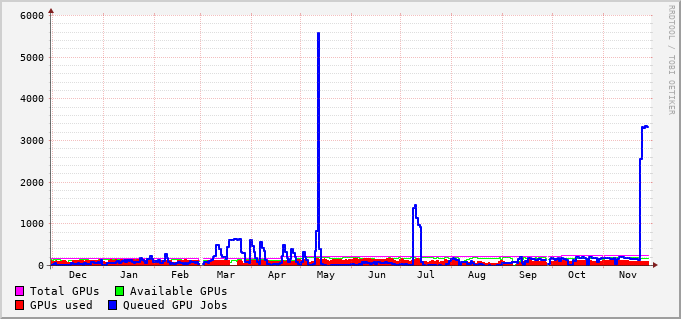 6000
5000
4000
3000
2000
1000
0
Dec Jan Feb Mar Apr May Jun Jul Aug Sep Oct Nov
Total GPUs Available GPUs
GPUs used Queued GPU Jobs
RRDTOOL / TOBI OETIKER